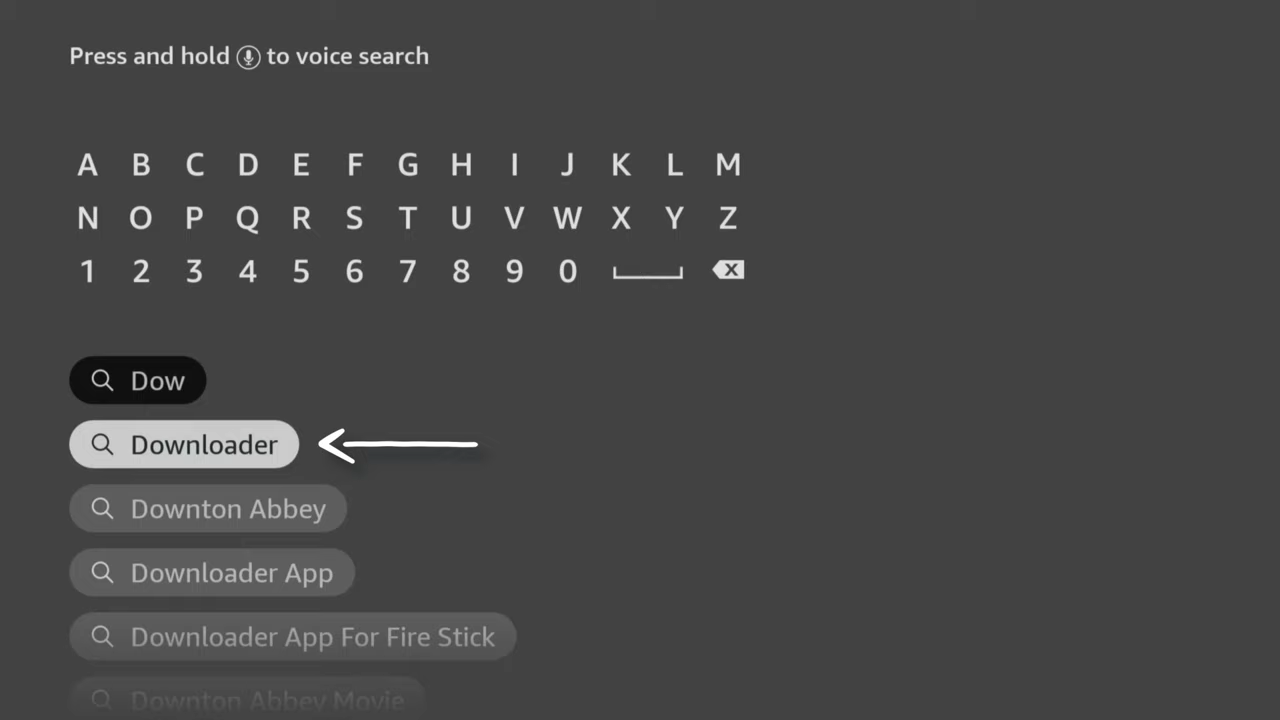 Press and hold to voice search
A B C D E F G H I J K L M
N O P Q R S T U V W X Y Z
1 2 3 4 5 6 7 8 9 0
Dow
Downloader
Downton Abbey
Downloader App
Downloader App For Fire Stick
Downton Abbey Movie